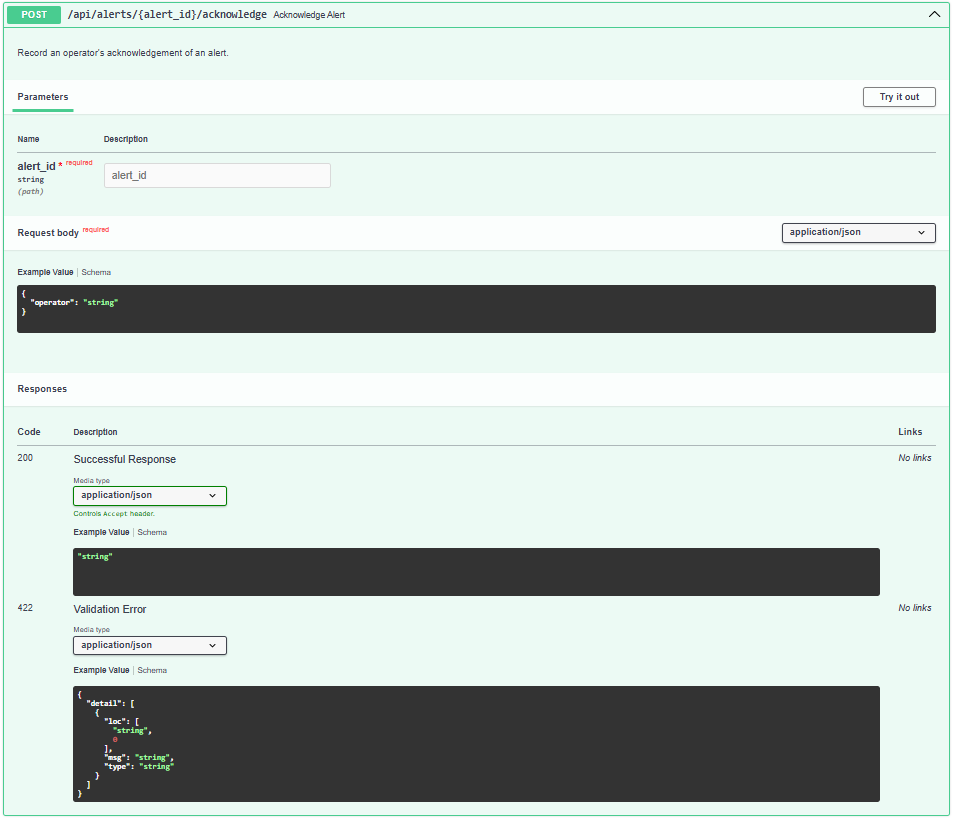 POST /api/alerts/{alert_id}/acknowledge Acknowledge Alert
Record an operator's acknowledgement of an alert.
Parameters
Try it out
Name Description
alert_id * required
string
(path)
alert_id
Request body required
application/json
Example Value | Schema
{
  "operator": "string"
}
Responses
Code Description Links
200 Successful Response No links
Media type
application/json
Controls Accept header.
Example Value | Schema
"string"
422 Validation Error No links
Media type
application/json
Example Value | Schema
{
  "detail": [
    {
      "loc": [
        "string",
        0
      ],
      "msg": "string",
      "type": "string"
    }
  ]
}